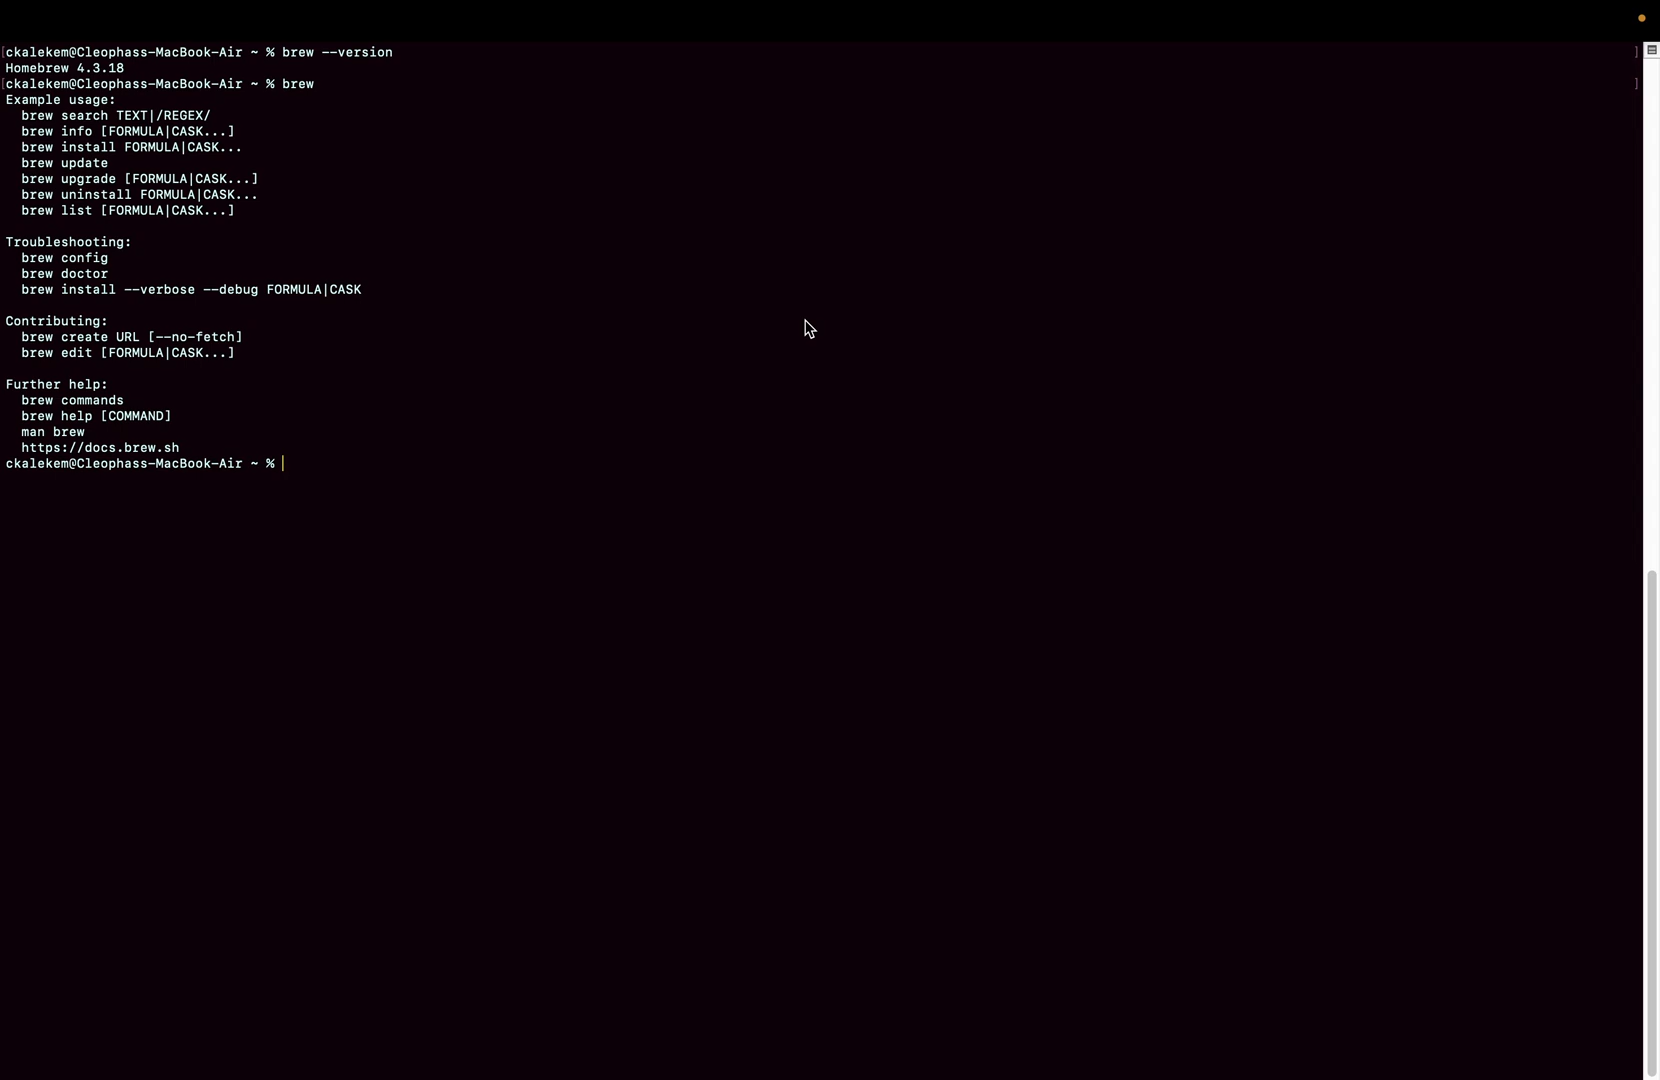 [ckalekem@Cleophass-MacBook-Air ~ % brew --version ]
Homebrew 4.3.18
[ckalekem@Cleophass-MacBook-Air ~ % brew ]
Example usage:
  brew search TEXT|/REGEX/
  brew info [FORMULA|CASK...]
  brew install FORMULA|CASK...
  brew update
  brew upgrade [FORMULA|CASK...]
  brew uninstall FORMULA|CASK...
  brew list [FORMULA|CASK...]

Troubleshooting:
  brew config
  brew doctor
  brew install --verbose --debug FORMULA|CASK

Contributing:
  brew create URL [--no-fetch]
  brew edit [FORMULA|CASK...]

Further help:
  brew commands
  brew help [COMMAND]
  man brew
  https://docs.brew.sh
ckalekem@Cleophass-MacBook-Air ~ %